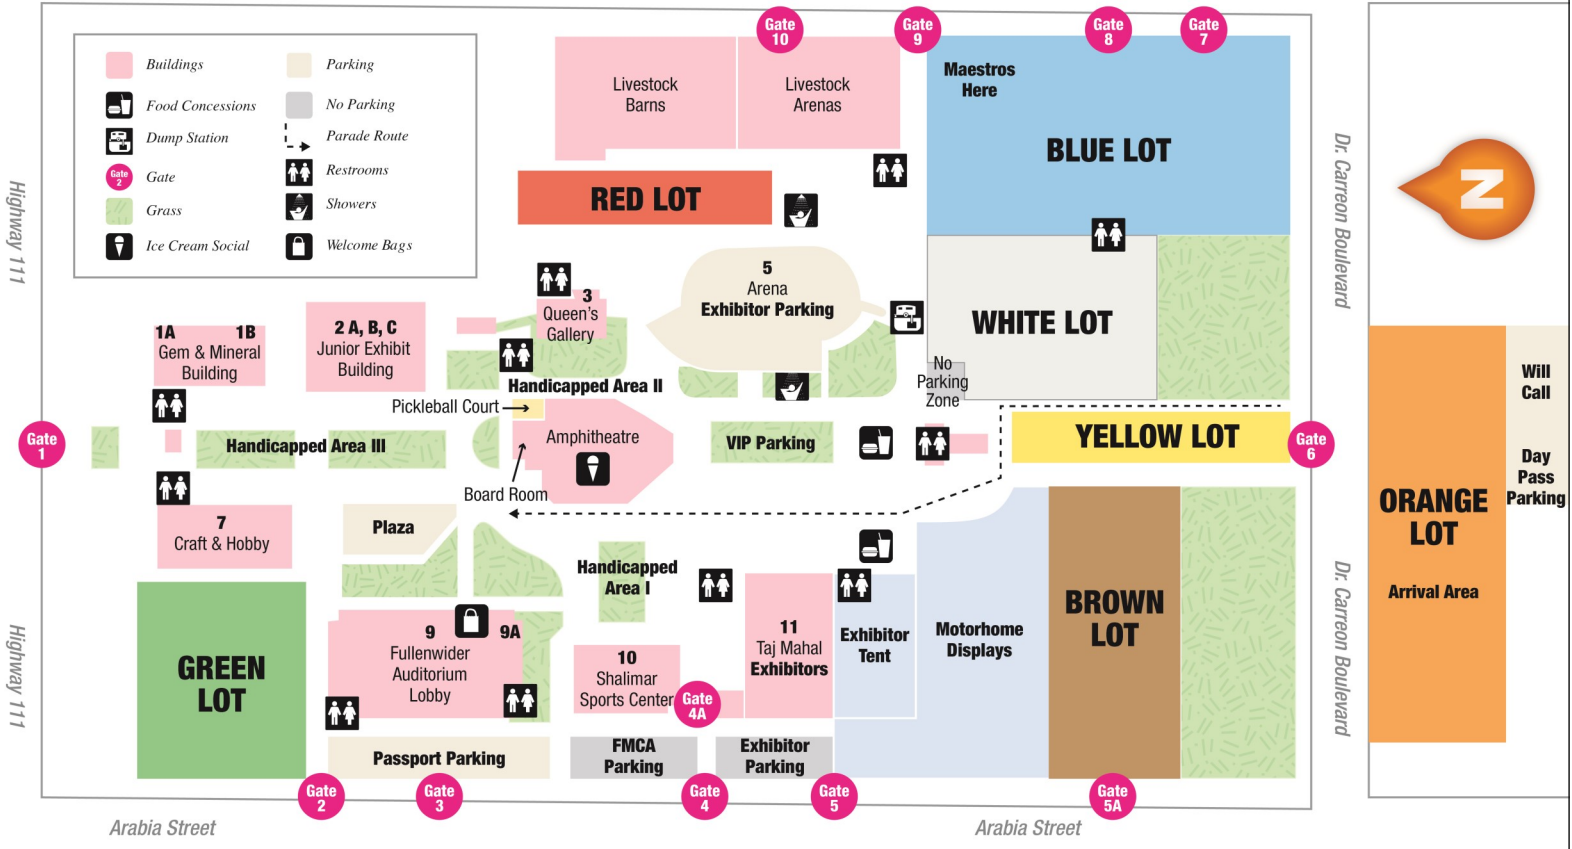 Gate
10
Gate
9
Gate
8
Gate
7
Buildings
Parking
Food Concessions
No Parking
Dump Station
Parade Route
Gate
2
Gate
Restrooms
Grass
Showers
Ice Cream Social
Welcome Bags
Highway 111
Highway 111
Livestock
Barns
Livestock
Arenas
Maestros
Here
BLUE LOT
RED LOT
Dr. Carreon Boulevard
N
5
Arena
Exhibitor Parking
3
Queen's
Gallery
1A
1B
Gem & Mineral
Building
2 A, B, C
Junior Exhibit
Building
WHITE LOT
No
Parking
Zone
Handicapped Area II
Pickleball Court
Amphitheatre
Board Room
Gate
1
Handicapped Area III
VIP Parking
YELLOW LOT
Gate
6
Will
Call
Day
Pass
Parking
ORANGE
LOT
Arrival Area
Dr. Carreon Boulevard
7
Craft & Hobby
Plaza
Handicapped
Area I
GREEN
LOT
9
9A
Fullenwider
Auditorium
Lobby
10
Shalimar
Sports Center
Gate
4A
11
Taj Mahal
Exhibitors
Exhibitor
Tent
Motorhome
Displays
BROWN
LOT
Passport Parking
FMCA
Parking
Exhibitor
Parking
Gate
2
Gate
3
Gate
4
Gate
5
Gate
5A
Arabia Street
Arabia Street